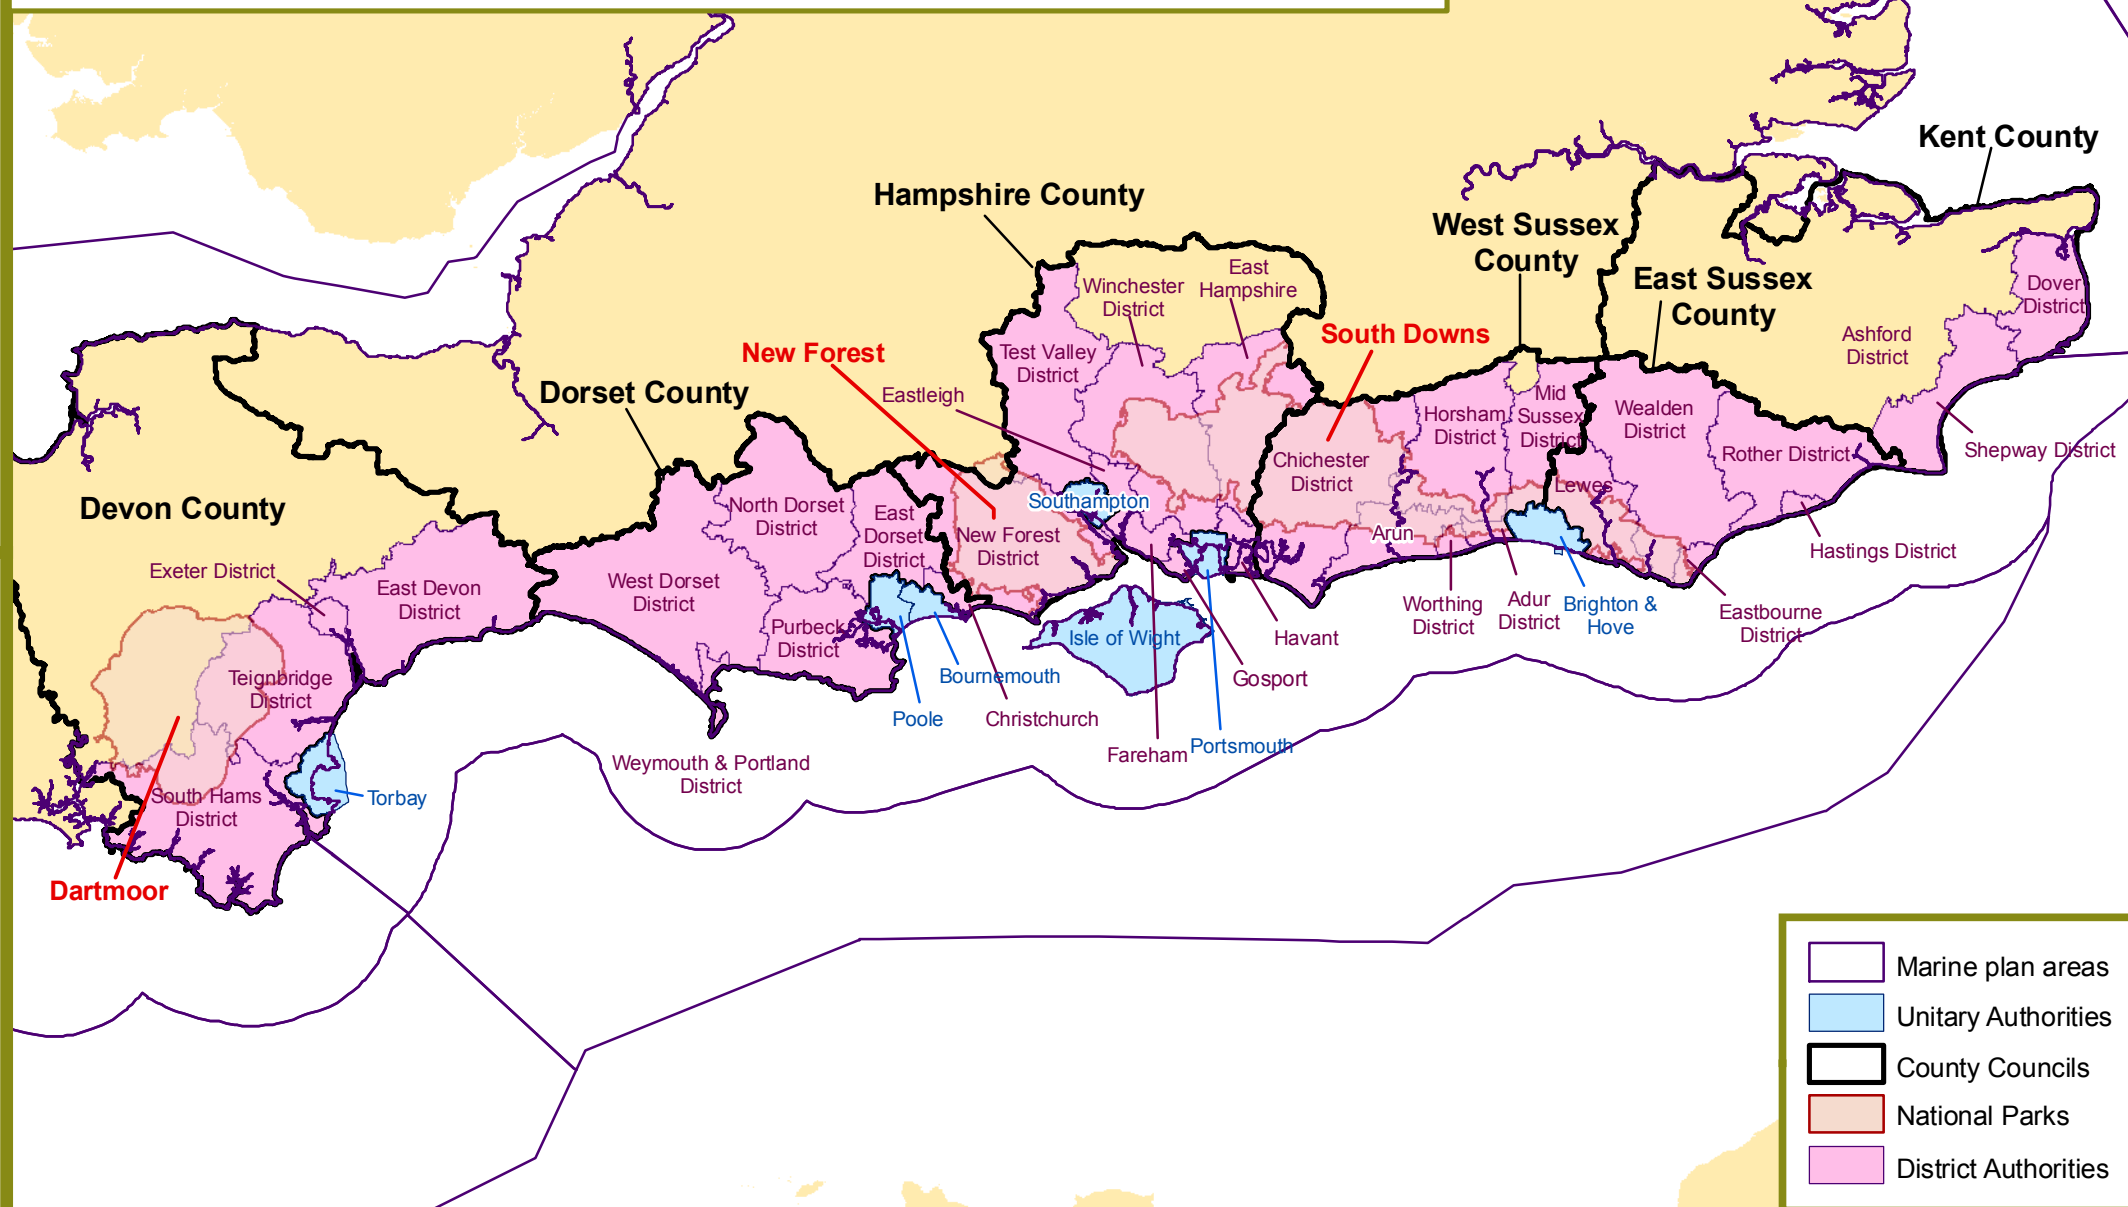 Kent County
Hampshire County
West Sussex
County
East Sussex
County
Winchester
District
East
Hampshire
Dover
District
South Downs
New Forest
Test Valley
District
Ashford
District
Dorset County
Eastleigh
Mid
Sussex
District
Horsham
District
Wealden
District
Rother District
Shepway District
Chichester
District
Lewes
Devon County
North Dorset
District
Southampton
East
Dorset
District
New Forest
District
Arun
Hastings District
Exeter District
East Devon
District
West Dorset
District
Worthing
District
Adur
District
Brighton &
Hove
Eastbourne
District
Purbeck
District
Isle of Wight
Havant
Teignbridge
District
Bournemouth
Gosport
Poole
Christchurch
Fareham
Portsmouth
Weymouth & Portland
District
South Hams
District
Torbay
Dartmoor
Marine plan areas
Unitary Authorities
County Councils
National Parks
District Authorities